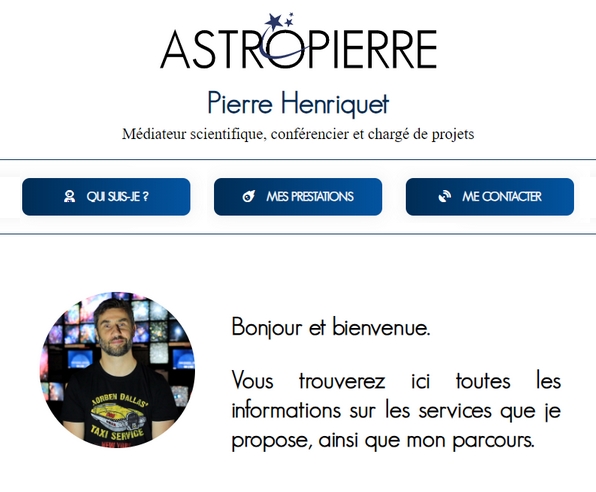 ASTROPIERRE
Pierre Henriquet
Médiateur scientifique, conférencier et chargé de projets
QUI SUIS-JE ?
MES PRESTATIONS
ME CONTACTER
Bonjour et bienvenue.
Vous trouverez ici toutes les
informations sur les services que je
propose, ainsi que mon parcours.
KORBEN DALLAS'
TAXI SERVICE
NEW YORK